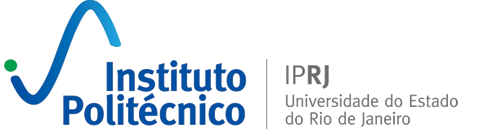 Instituto
Politécnico
IPRJ
Universidade do Estado
do Rio de Janeiro